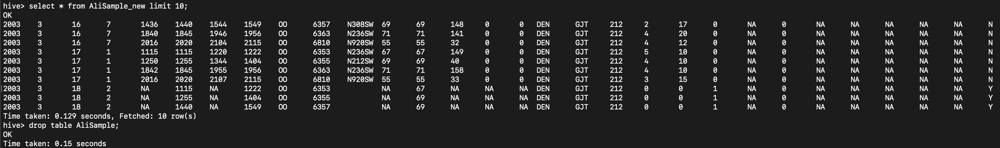 hive> select * from AliSample_new limit 10;
OK
2003 3 16 7 1436 1440 1544 1549 OO 6357 N308SW 69 69 148 0 0 DEN GJT 212 2 17 0 NA 0 NA NA NA NA NA N
2003 3 16 7 1840 1845 1946 1956 OO 6363 N236SW 71 71 141 0 0 DEN GJT 212 4 20 0 NA 0 NA NA NA NA NA N
2003 3 16 7 2016 2020 2104 2115 OO 6810 N920SW 55 55 32 0 0 DEN GJT 212 4 12 0 NA 0 NA NA NA NA NA N
2003 3 17 1 1115 1115 1220 1222 OO 6353 N236SW 67 67 149 0 0 DEN GJT 212 5 10 0 NA 0 NA NA NA NA NA N
2003 3 17 1 1250 1255 1344 1404 OO 6355 N212SW 69 69 40 0 0 DEN GJT 212 4 10 0 NA 0 NA NA NA NA NA N
2003 3 17 1 1842 1845 1955 1956 OO 6363 N236SW 71 71 158 0 0 DEN GJT 212 4 10 0 NA 0 NA NA NA NA NA N
2003 3 17 1 2016 2020 2107 2115 OO 6810 N920SW 55 55 33 0 0 DEN GJT 212 3 15 0 NA 0 NA NA NA NA NA N
[2003 3 18 2 NA 1115 NA 1222 OO 6353 NA 67 NA NA NA DEN GJT 212 0 0 1 NA 0 NA NA NA NA NA Y
2003 3 18 2 NA 1255 NA 1404 OO 6355 NA 69 NA NA NA DEN GJT 212 0 0 1 NA 0 NA NA NA NA NA Y
2003 3 18 2 NA 1440 NA 1549 OO 6357 NA 69 NA NA NA DEN GJT 212 0 0 1 NA 0 NA NA NA NA NA Y
Time taken: 0.129 seconds, Fetched: 10 row(s)
hive> drop table AliSample;
OK
Time taken: 0.15 seconds